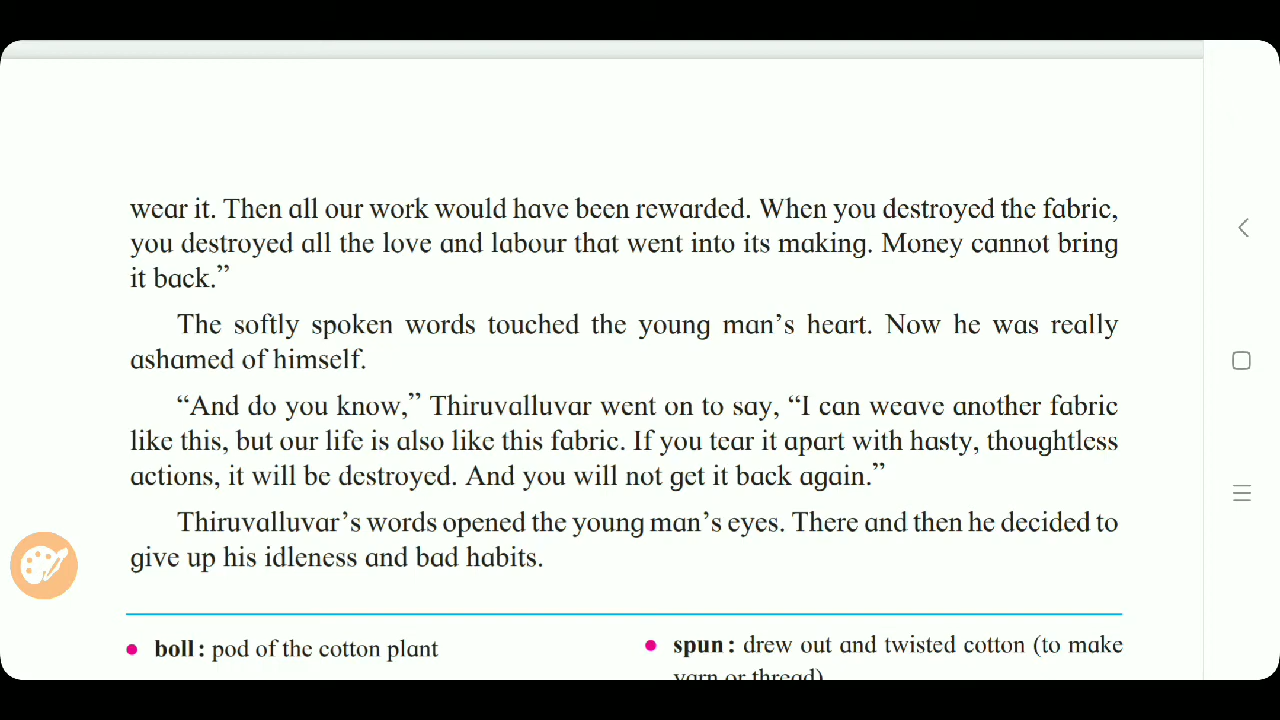 wear it. Then all our work would have been rewarded. When you destroyed the fabric,
you destroyed all the love and labour that went into its making. Money cannot bring
it back.”
The softly spoken words touched the young man’s heart. Now he was really
ashamed of himself.
“And do you know,” Thiruvalluvar went on to say, “I can weave another fabric
like this, but our life is also like this fabric. If you tear it apart with hasty, thoughtless
actions, it will be destroyed. And you will not get it back again.”
Thiruvalluvar’s words opened the young man’s eyes. There and then he decided to
give up his idleness and bad habits.
• boll : pod of the cotton plant
• spun : drew out and twisted cotton (to make
yarn or thread)